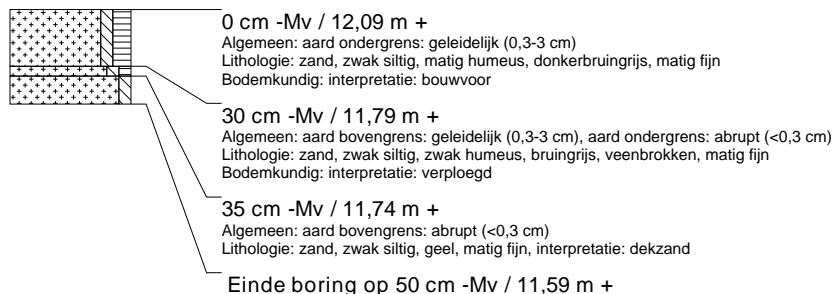 0 cm -Mv / 12,09 m +
Algemeen: aard ondergrens: geleidelijk (0,3-3 cm)
Lithologie: zand, zwak siltig, matig humeus, donkerbruingrijs, matig fijn
Bodemkundig: interpretatie: bouwvoor
30 cm -Mv / 11,79 m +
Algemeen: aard bovengrens: geleidelijk (0,3-3 cm), aard ondergrens: abrupt (<0,3 cm)
Lithologie: zand, zwak siltig, zwak humeus, bruingrijs, veenbrokken, matig fijn
Bodemkundig: interpretatie: verploegd
35 cm -Mv / 11,74 m +
Algemeen: aard bovengrens: abrupt (<0,3 cm)
Lithologie: zand, zwak siltig, geel, matig fijn, interpretatie: dekzand
Einde boring op 50 cm -Mv / 11,59 m +